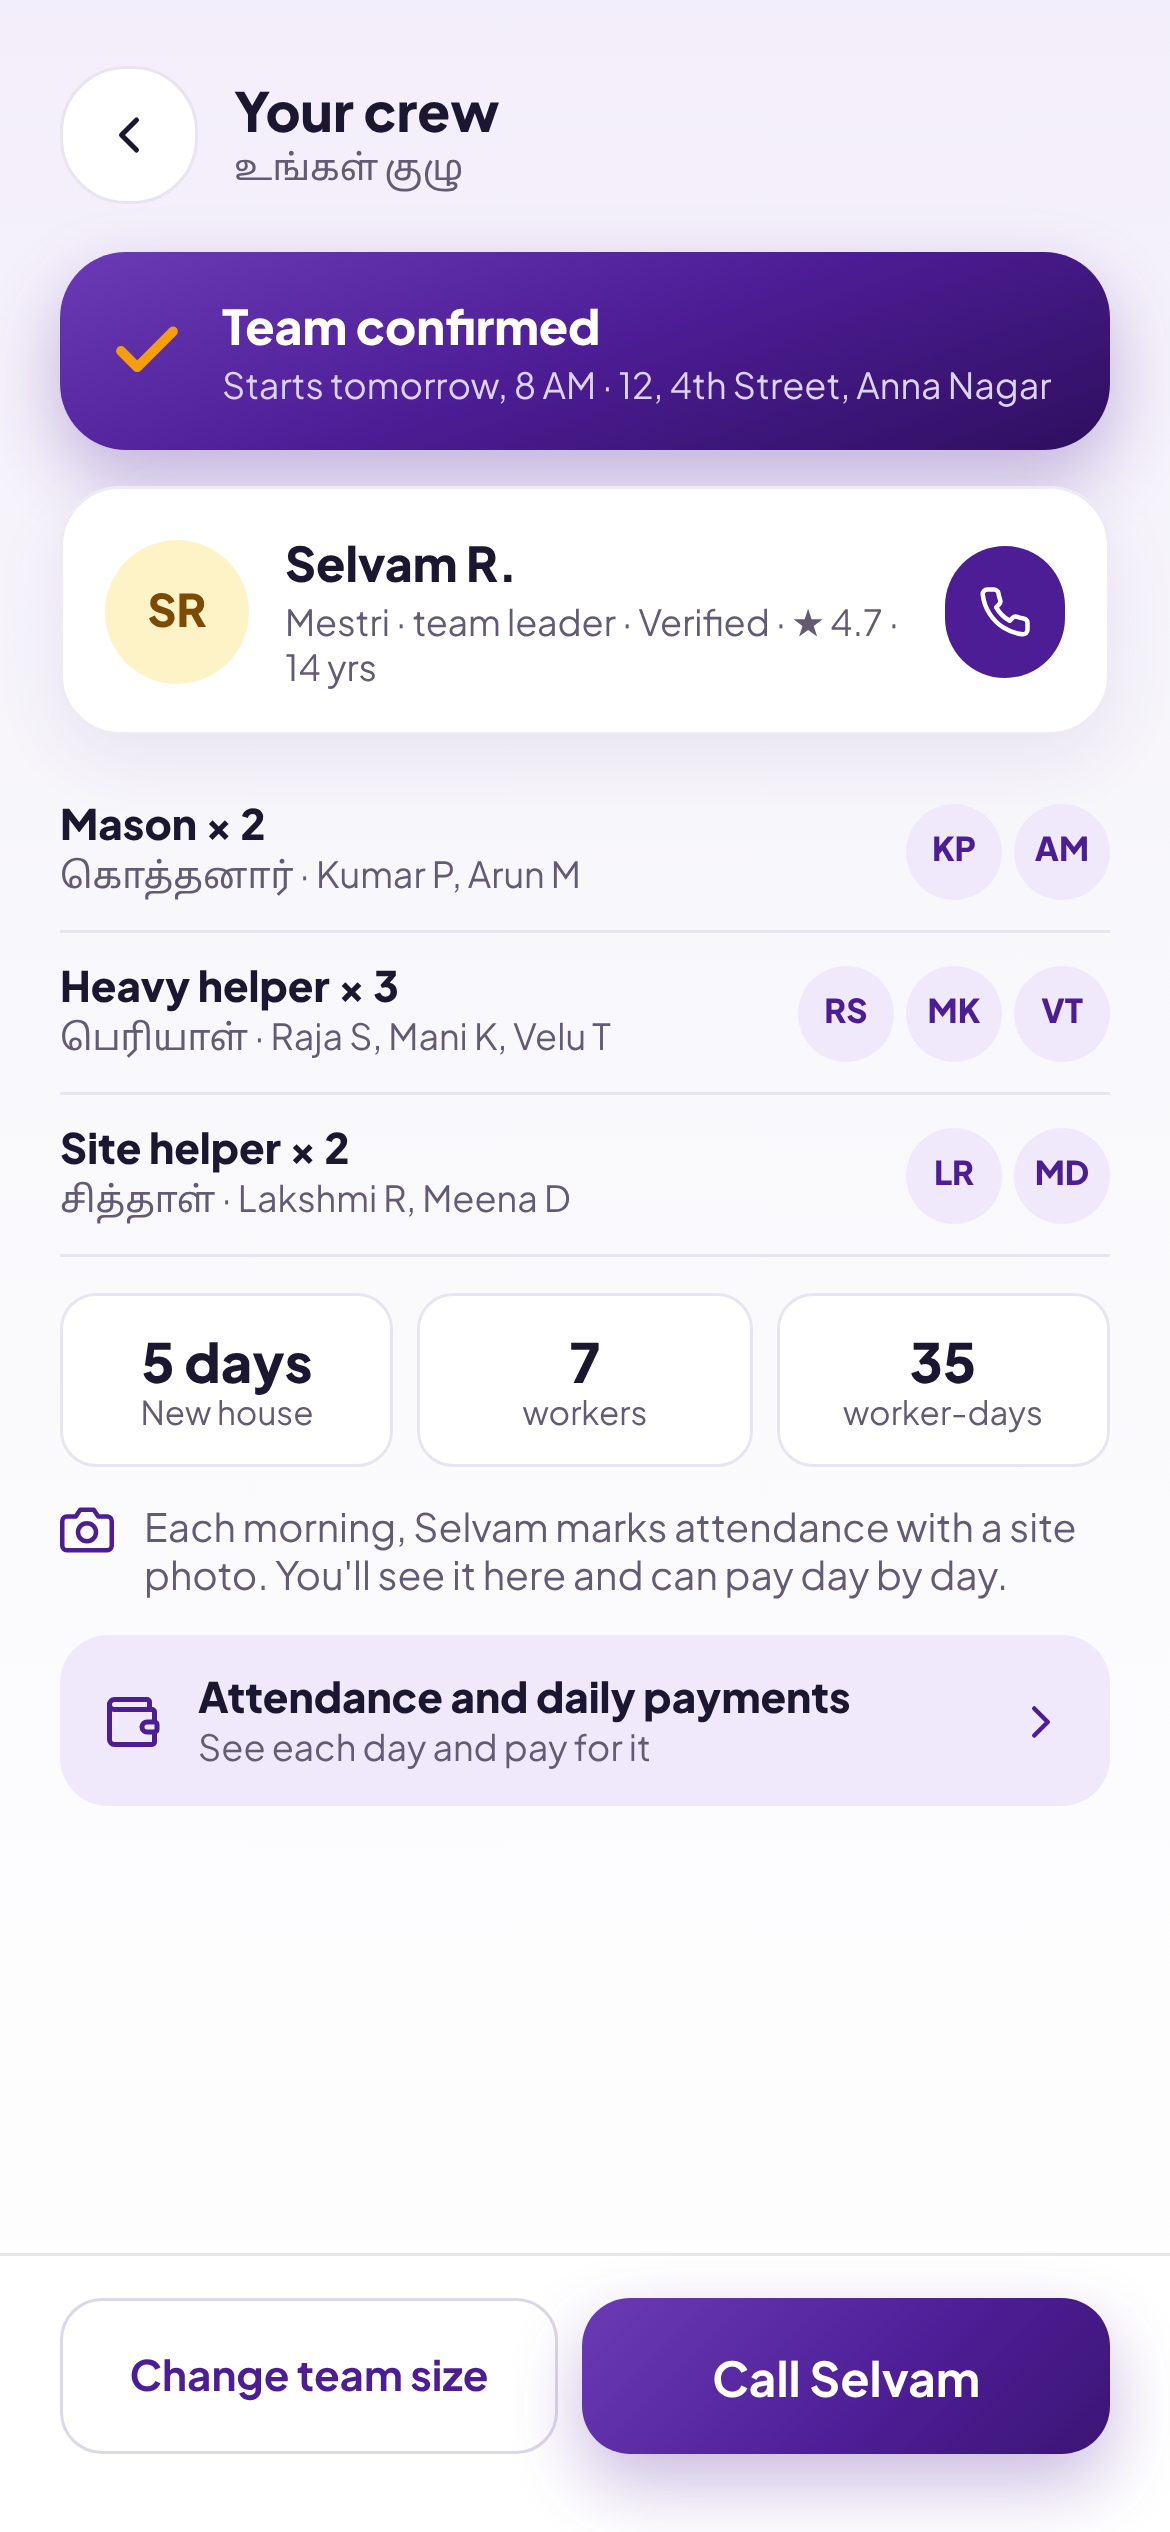 Your crew
உங்கள் குழு
Team confirmed
Starts tomorrow, 8 AM · 12, 4th Street, Anna Nagar
SR
Selvam R.
Mestri · team leader · Verified · ★ 4.7 ·
14 yrs
Mason × 2
கொத்தனார் · Kumar P, Arun M
KP AM
Heavy helper × 3
பெரியாள் · Raja S, Mani K, Velu T
RS MK VT
Site helper × 2
சித்தாள் · Lakshmi R, Meena D
LR MD
5 days
New house
7
workers
35
worker-days
Each morning, Selvam marks attendance with a site
photo. You'll see it here and can pay day by day.
Attendance and daily payments
See each day and pay for it
Change team size
Call Selvam